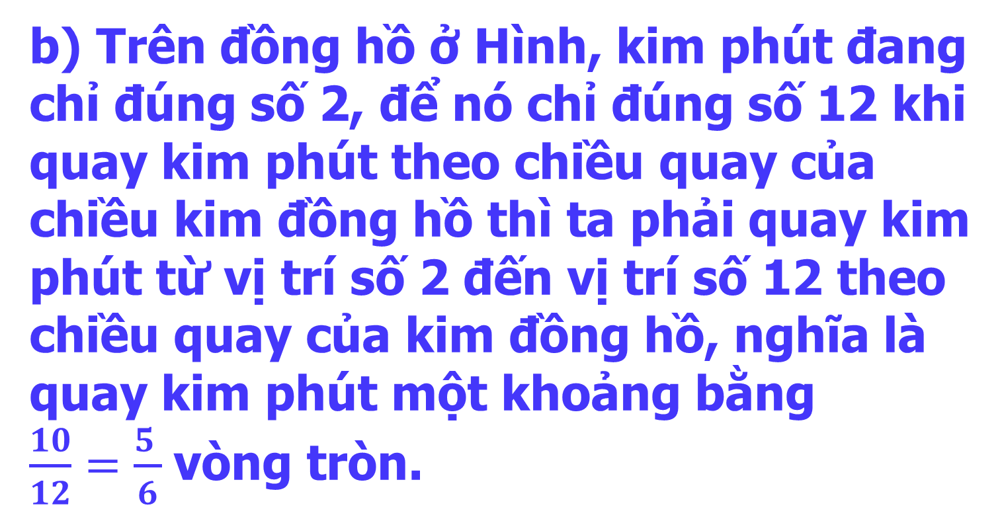 b) Trên đồng hồ ở Hình, kim phút đang
chỉ đúng số 2, để nó chỉ đúng số 12 khi
quay kim phút theo chiều quay của
chiều kim đồng hồ thì ta phải quay kim
phút từ vị trí số 2 đến vị trí số 12 theo
chiều quay của kim đồng hồ, nghĩa là
quay kim phút một khoảng bằng
10/12 = 5/6 vòng tròn.